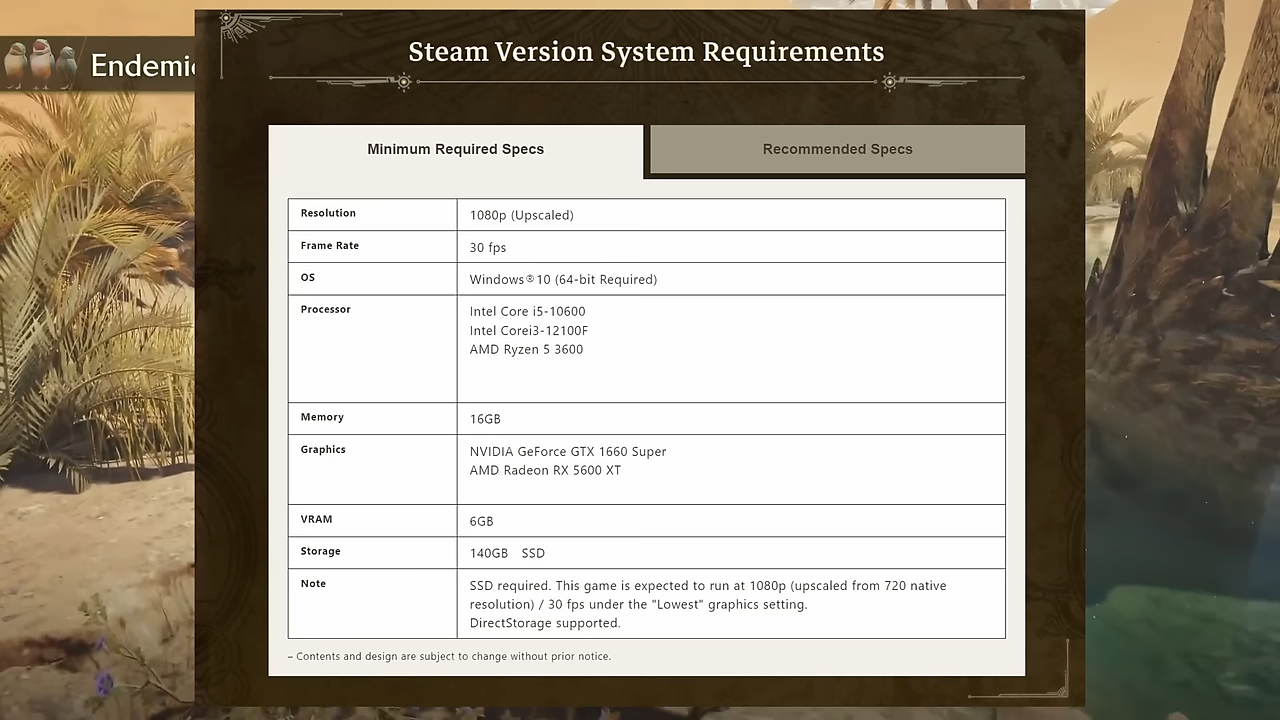 Endemi
Steam Version System Requirements
Minimum Required Specs
Recommended Specs
Resolution
1080p (Upscaled)
Frame Rate
30 fps
OS
Windows®10 (64-bit Required)
Processor
Intel Core i5-10600
Intel Corei3-12100F
AMD Ryzen 5 3600
Memory
16GB
Graphics
NVIDIA GeForce GTX 1660 Super
AMD Radeon RX 5600 XT
VRAM
6GB
Storage
140GB SSD
Note
SSD required. This game is expected to run at 1080p (upscaled from 720 native
resolution) / 30 fps under the "Lowest" graphics setting.
DirectStorage supported.
– Contents and design are subject to change without prior notice.